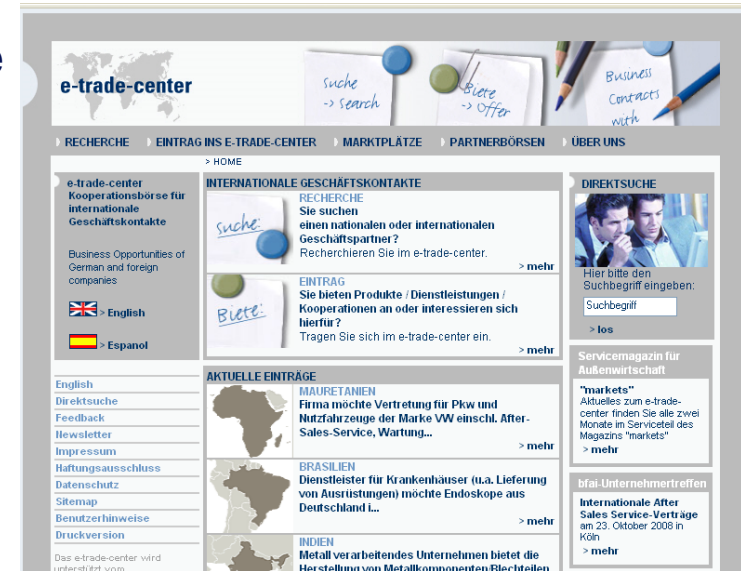 e
e-trade-center
suche
-> search
Biete
-> Offer
Business
Contacts
with
RECHERCHE
EINTRAG INS E-TRADE-CENTER
MARKTPLÄTZE
PARTNERBÖRSEN
ÜBER UNS
> HOME
e-trade-center
Kooperationsbörse für
internationale
Geschäftskontakte
Business Opportunities of
German and foreign
companies
> English
> Espanol
English
Direktsuche
Feedback
Newsletter
Impressum
Haftungsausschluss
Datenschutz
Sitemap
Benutzerhinweise
Druckversion
Das e-trade-center wird
unterstützt vom
INTERNATIONALE GESCHÄFTSKONTAKTE
suche:
RECHERCHE
Sie suchen
einen nationalen oder internationalen
Geschäftspartner?
Recherchieren Sie im e-trade-center.
> mehr
Biete:
EINTRAG
Sie bieten Produkte / Dienstleistungen /
Kooperationen an oder interessieren sich
hierfür?
Tragen Sie sich im e-trade-center ein.
> mehr
AKTUELLE EINTRÄGE
MAURETANIEN
Firma möchte Vertretung für Pkw und
Nutzfahrzeuge der Marke VW einschl. After-
Sales-Service, Wartung...
> mehr
BRASILIEN
Dienstleister für Krankenhäuser (u.a. Lieferung
von Ausrüstungen) möchte Endoskope aus
Deutschland i...
> mehr
INDIEN
Metall verarbeitendes Unternehmen bietet die
Herstellung von Metallkomponenten/Blechteilen
DIREKTSUCHE
Hier bitte den
Suchbegriff eingeben:
Suchbegriff
> los
Servicemagazin für
Außenwirtschaft
"markets"
Aktuelles zum e-trade-
center finden Sie alle zwei
Monate im Serviceteil des
Magazins "markets"
> mehr
bfai-Unternehmertreffen
Internationale After
Sales Service-Verträge
am 23. Oktober 2008 in
Köln
> mehr